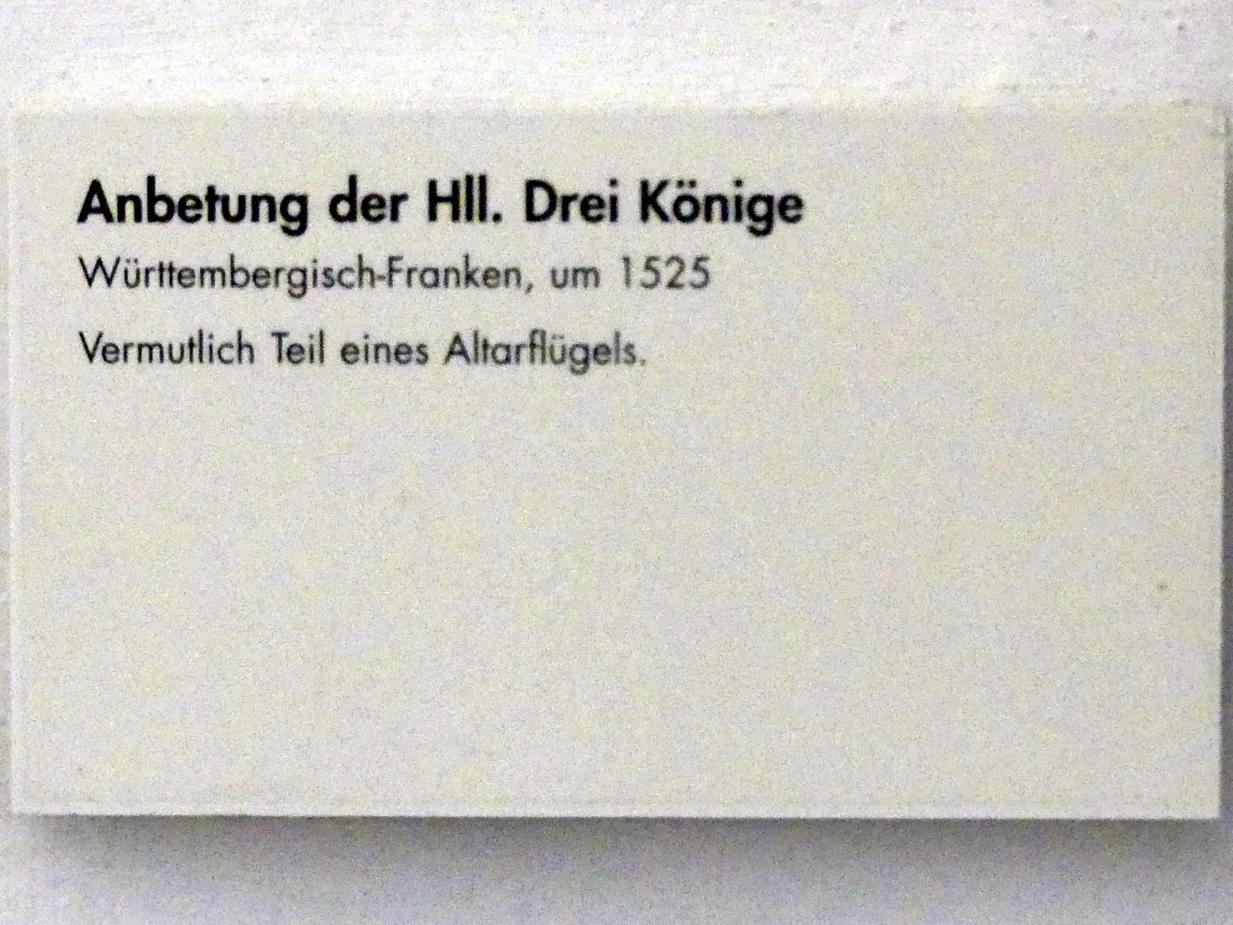 Anbetung der Hll. Drei Könige
Württembergisch-Franken, um 1525
Vermutlich Teil eines Altarflügels.